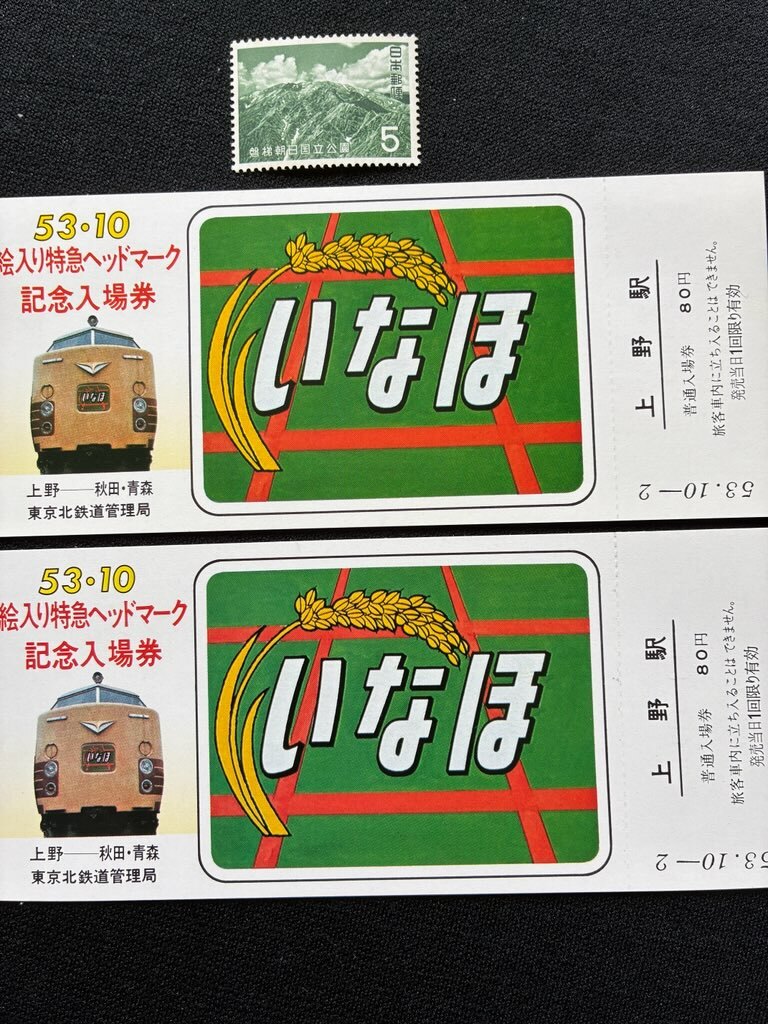 日本郵便
5
磐梯朝日国立公園
53・10
絵入り特急ヘッドマーク
記念入場券
いなほ
上野――秋田・青森
東京北鉄道管理局
いなほ
上野駅
普通入場券 80円
旅客車内に立ち入ることはできません。
発売当日1回限り有効
53.10-2
53・10
絵入り特急ヘッドマーク
記念入場券
いなほ
上野――秋田・青森
東京北鉄道管理局
いなほ
上野駅
普通入場券 80円
旅客車内に立ち入ることはできません。
発売当日1回限り有効
53.10-2